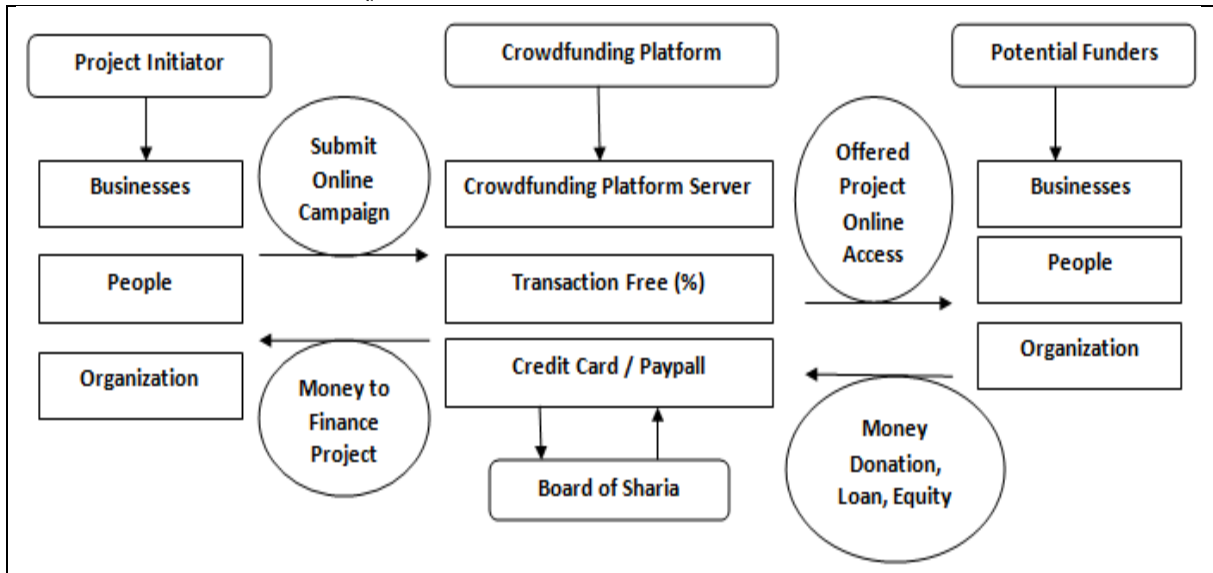 Project Initiator
Crowdfunding Platform
Potential Funders
Submit
Online
Campaign
Offered
Project
Online
Access
Businesses
Crowdfunding Platform Server
Businesses
People
Transaction Free (%)
People
Organization
Credit Card / Paypall
Organization
Money to
Finance
Project
Money
Donation,
Loan, Equity
Board of Sharia